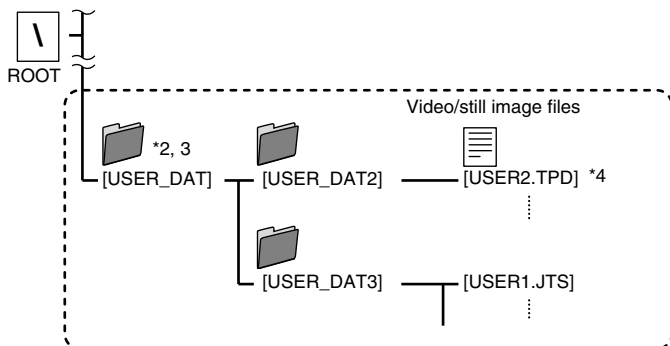 \
ROOT
Video/still image files
*2, 3
[USER_DAT]
[USER_DAT2]
[USER2.TPD] *4
[USER_DAT3]
[USER1.JTS]